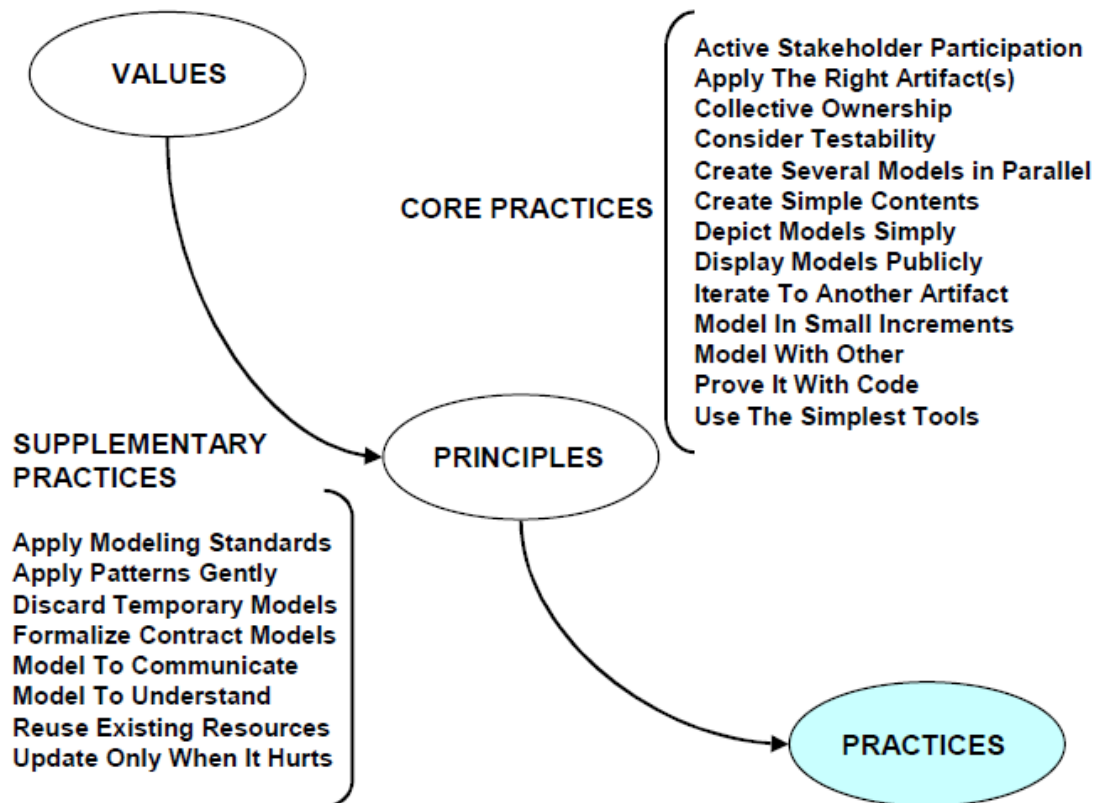 VALUES
CORE PRACTICES
Active Stakeholder Participation
Apply The Right Artifact(s)
Collective Ownership
Consider Testability
Create Several Models in Parallel
Create Simple Contents
Depict Models Simply
Display Models Publicly
Iterate To Another Artifact
Model In Small Increments
Model With Other
Prove It With Code
Use The Simplest Tools
PRINCIPLES
SUPPLEMENTARY
PRACTICES
Apply Modeling Standards
Apply Patterns Gently
Discard Temporary Models
Formalize Contract Models
Model To Communicate
Model To Understand
Reuse Existing Resources
Update Only When It Hurts
PRACTICES